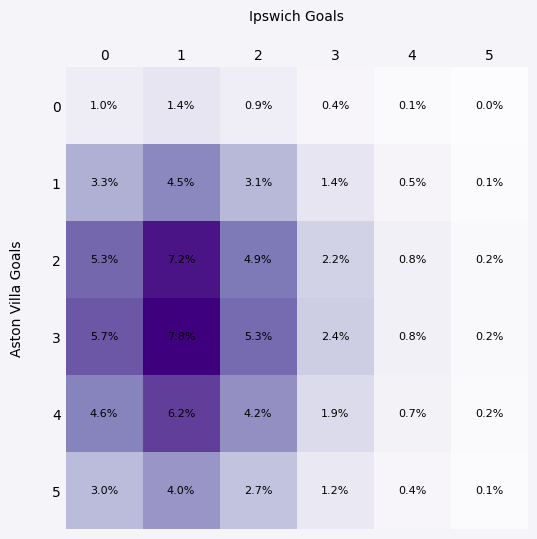 Ipswich Goals
0 1 2 3 4 5
0 1.0% 1.4% 0.9% 0.4% 0.1% 0.0%
1 3.3% 4.5% 3.1% 1.4% 0.5% 0.1%
2 5.3% 7.2% 4.9% 2.2% 0.8% 0.2%
Aston Villa Goals
3 5.7% 7.8% 5.3% 2.4% 0.8% 0.2%
4 4.6% 6.2% 4.2% 1.9% 0.7% 0.2%
5 3.0% 4.0% 2.7% 1.2% 0.4% 0.1%